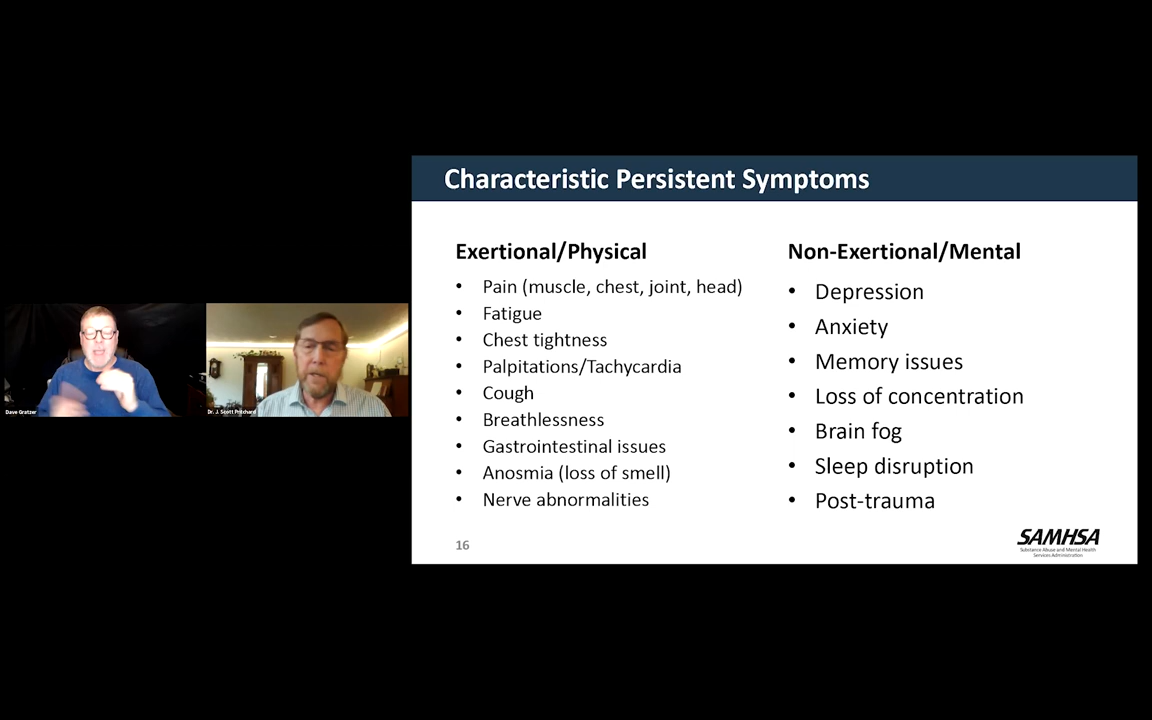 Characteristic Persistent Symptoms
Exertional/Physical
• Pain (muscle, chest, joint, head)
• Fatigue
• Chest tightness
• Palpitations/Tachycardia
• Cough
• Breathlessness
• Gastrointestinal issues
• Anosmia (loss of smell)
• Nerve abnormalities
Non-Exertional/Mental
• Depression
• Anxiety
• Memory issues
• Loss of concentration
• Brain fog
• Sleep disruption
• Post-trauma
16
SAMHSA
Substance Abuse and Mental Health
Services Administration
Dave Gratzer
Dr. J. Scott Pritchard